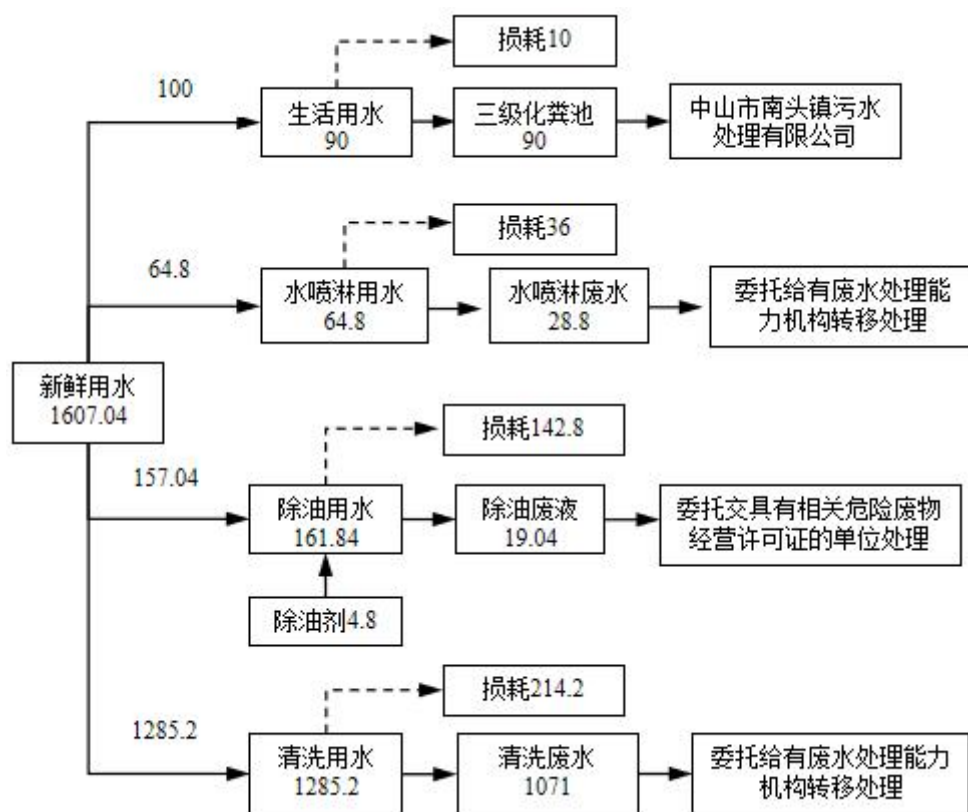 损耗10
100
生活用水
90
三级化粪池
90
中山市南头镇污水
处理有限公司
损耗36
64.8
水喷淋用水
64.8
水喷淋废水
28.8
委托给有废水处理能
力机构转移处理
新鲜用水
1607.04
损耗142.8
157.04
除油用水
161.84
除油废液
19.04
委托交具有相关危险废物
经营许可证的单位处理
除油剂4.8
损耗214.2
1285.2
清洗用水
1285.2
清洗废水
1071
委托给有废水处理能力
机构转移处理